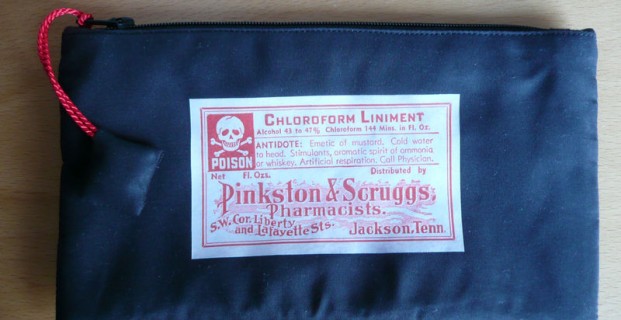 CHLOROFORM LINIMENT
Alcohol 43 to 47% Chloroform 144 Mins. in Fl. Oz.
POISON
ANTIDOTE: Emetic of mustard. Cold water
to head. Stimulants, aromatic spirit of ammonia
or whiskey. Artificial respiration. Call Physician.
Net Fl. Ozs. Distributed by
Pinkston & Scruggs,
Pharmacists.
S.W. Cor. Liberty
and Lafayette Sts. Jackson, Tenn.